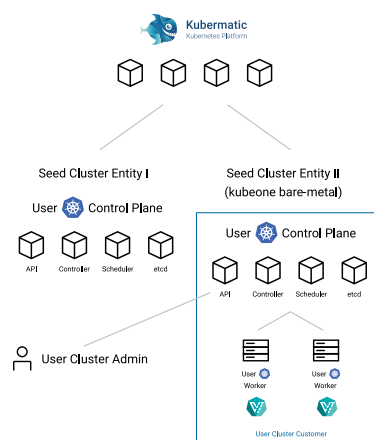 Kubermatic
Kubernetes Platform
Seed Cluster Entity I
User Control Plane
API Controller Scheduler etcd
Seed Cluster Entity II
(kubeone bare-metal)
User Control Plane
API Controller Scheduler etcd
User Cluster Admin
User
Worker
User
Worker
User Cluster Customer